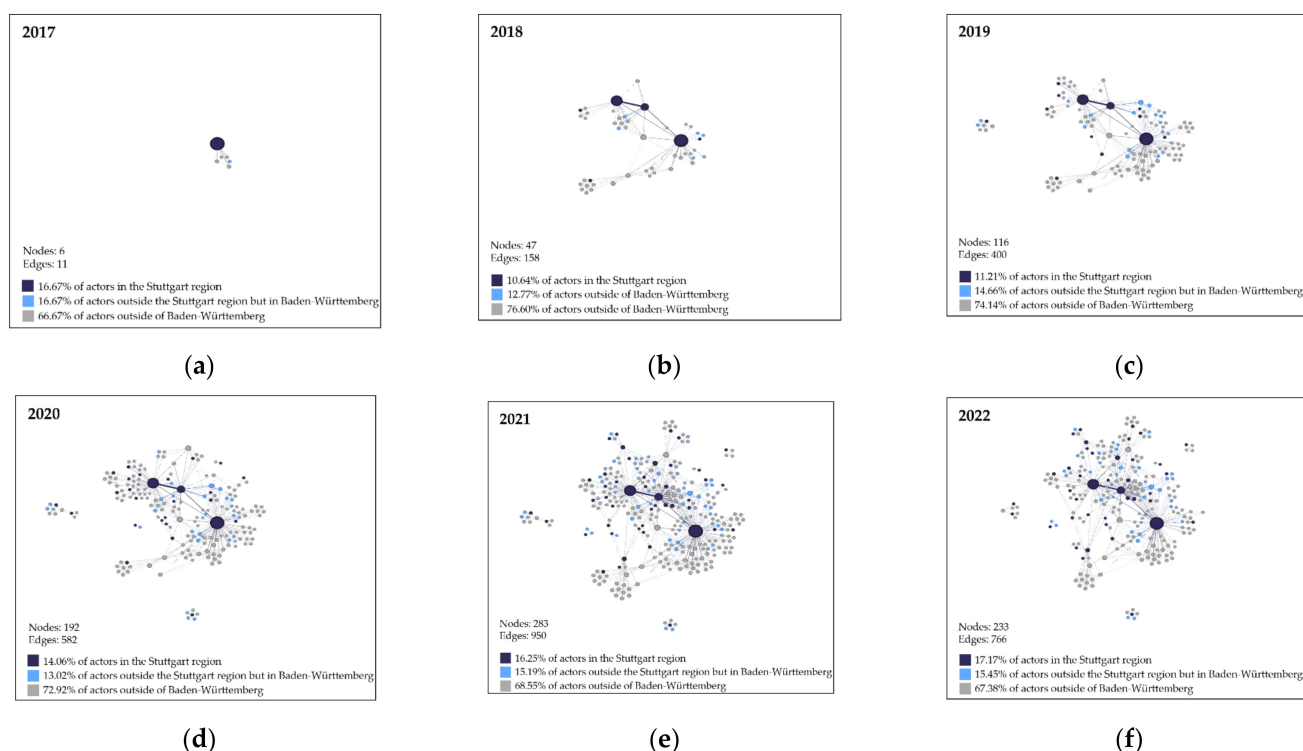 2017
Nodes: 6
Edges: 11
16.67% of actors in the Stuttgart region
16.67% of actors outside the Stuttgart region but in Baden-Württemberg
66.67% of actors outside of Baden-Württemberg
(a)
2018
Nodes: 47
Edges: 158
10.64% of actors in the Stuttgart region
12.77% of actors outside of Baden-Württemberg
76.60% of actors outside of Baden-Württemberg
(b)
2019
Nodes: 116
Edges: 400
11.21% of actors in the Stuttgart region
14.66% of actors outside the Stuttgart region but in Baden-Württemberg
74.14% of actors outside of Baden-Württemberg
(c)
2020
Nodes: 192
Edges: 582
14.06% of actors in the Stuttgart region
13.02% of actors outside the Stuttgart region but in Baden-Württemberg
72.92% of actors outside of Baden-Württemberg
(d)
2021
Nodes: 283
Edges: 950
16.25% of actors in the Stuttgart region
15.19% of actors outside the Stuttgart region but in Baden-Württemberg
68.55% of actors outside of Baden-Württemberg
(e)
2022
Nodes: 233
Edges: 766
17.17% of actors in the Stuttgart region
15.45% of actors outside the Stuttgart region but in Baden-Württemberg
67.38% of actors outside of Baden-Württemberg
(f)